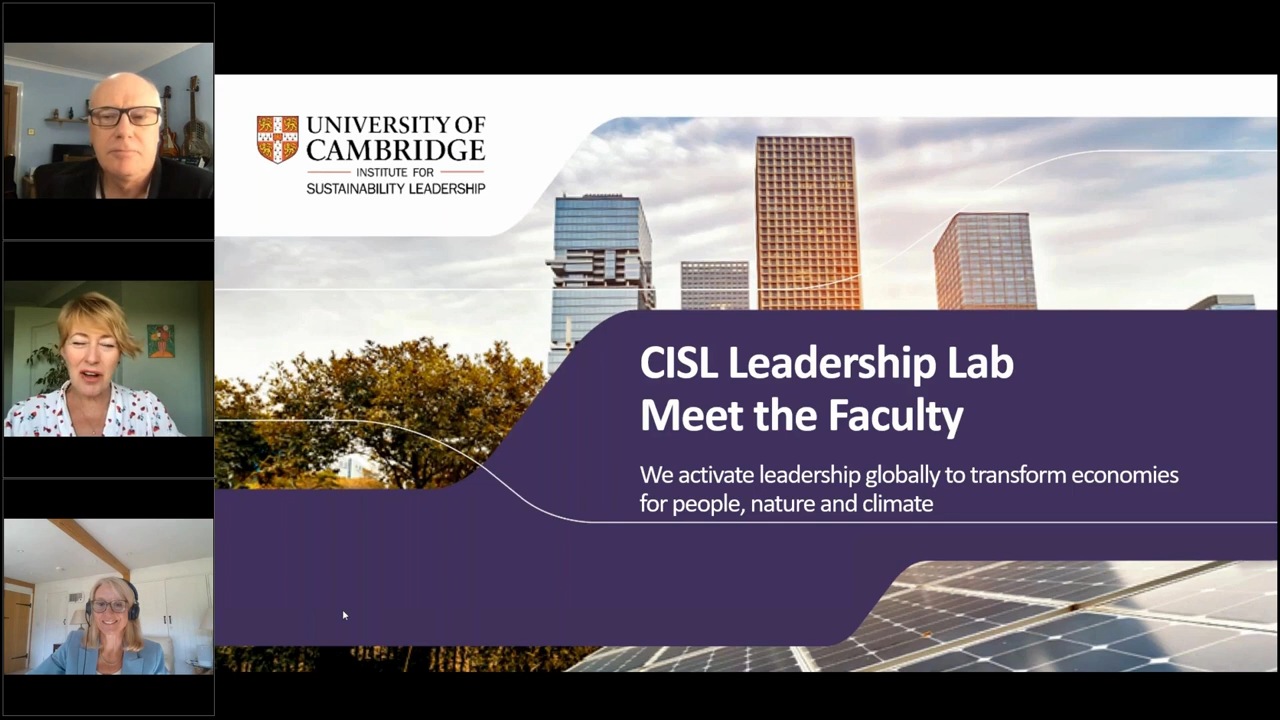 UNIVERSITY OF
CAMBRIDGE
INSTITUTE FOR
SUSTAINABILITY LEADERSHIP
CISL Leadership Lab
Meet the Faculty
We activate leadership globally to transform economies
for people, nature and climate